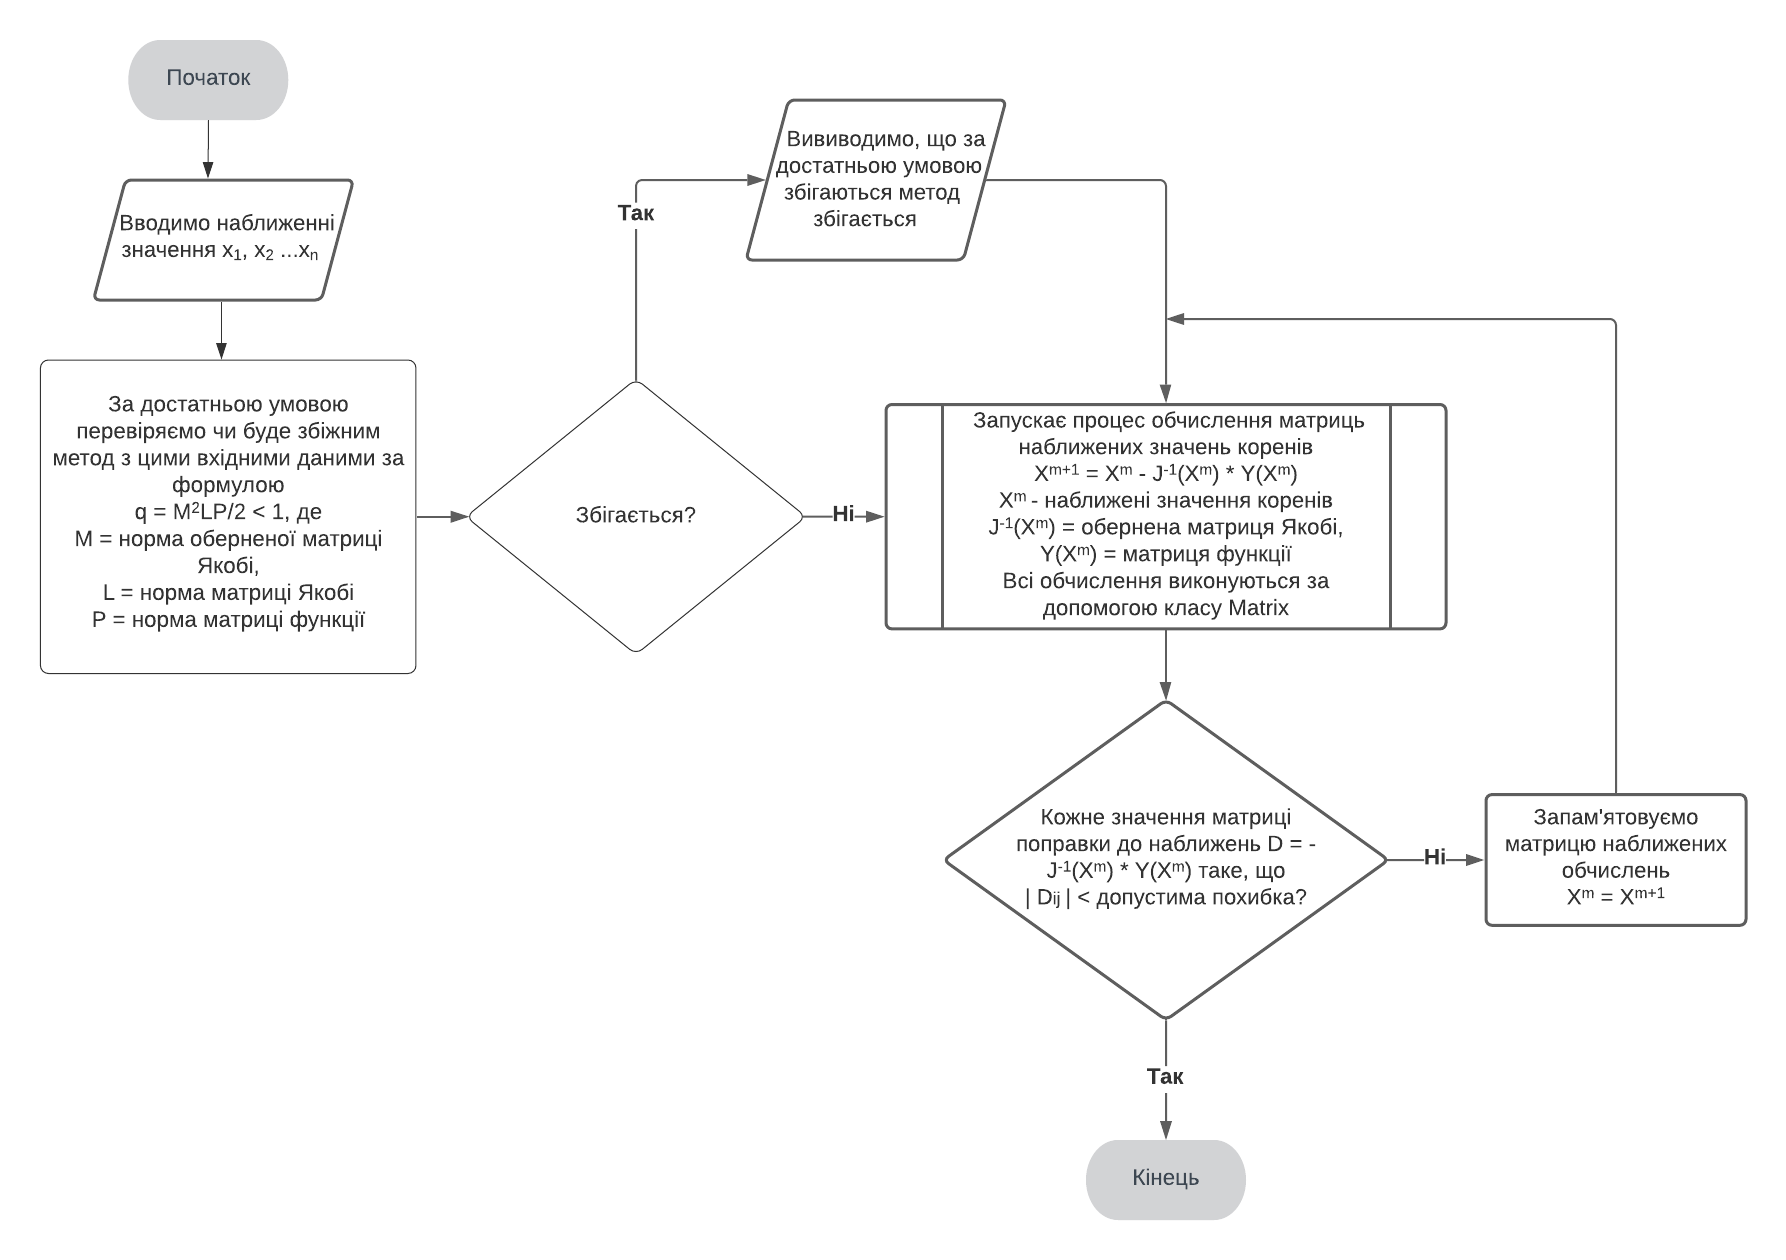 Початок
Вводимо наближенні
значення x₁, x₂ ...xₙ
За достатньою умовою
перевіряємо чи буде збіжним
метод з цими вхідними даними за
формулою
q = M²LP/2 < 1, де
M = норма оберненої матриці
Якобі,
L = норма матриці Якобі
P = норма матриці функції
Збігається?
Так
Вививодимо, що за
достатньою умовою
збігаються метод
збігається
Ні
Запускає процес обчислення матриць
наближених значень коренів
Xᵐ⁺¹ = Xᵐ - J⁻¹(Xᵐ) * Y(Xᵐ)
Xᵐ - наближені значення коренів
J⁻¹(Xᵐ) = обернена матриця Якобі,
Y(Xᵐ) = матриця функції
Всі обчислення виконуються за
допомогою класу Matrix
Кожне значення матриці
поправки до наближень D = -
J⁻¹(Xᵐ) * Y(Xᵐ) таке, що
| Dij | < допустима похибка?
Ні
Запам'ятовуємо
матрицю наближених
обчислень
Xᵐ = Xᵐ⁺¹
Так
Кінець